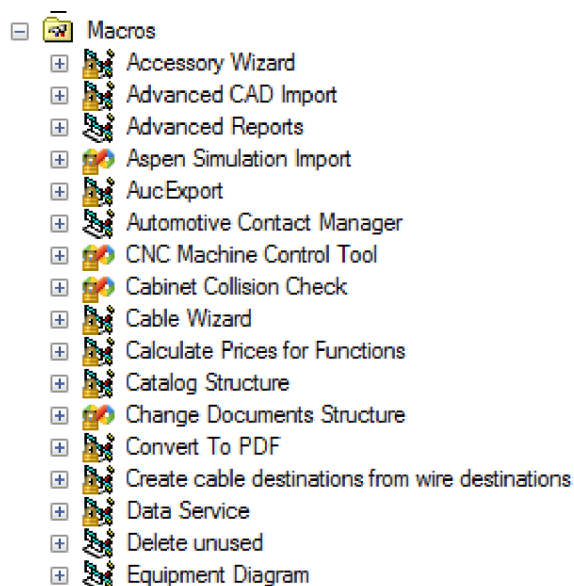 Macros
Accessory Wizard
Advanced CAD Import
Advanced Reports
Aspen Simulation Import
AucExport
Automotive Contact Manager
CNC Machine Control Tool
Cabinet Collision Check
Cable Wizard
Calculate Prices for Functions
Catalog Structure
Change Documents Structure
Convert To PDF
Create cable destinations from wire destinations
Data Service
Delete unused
Equipment Diagram